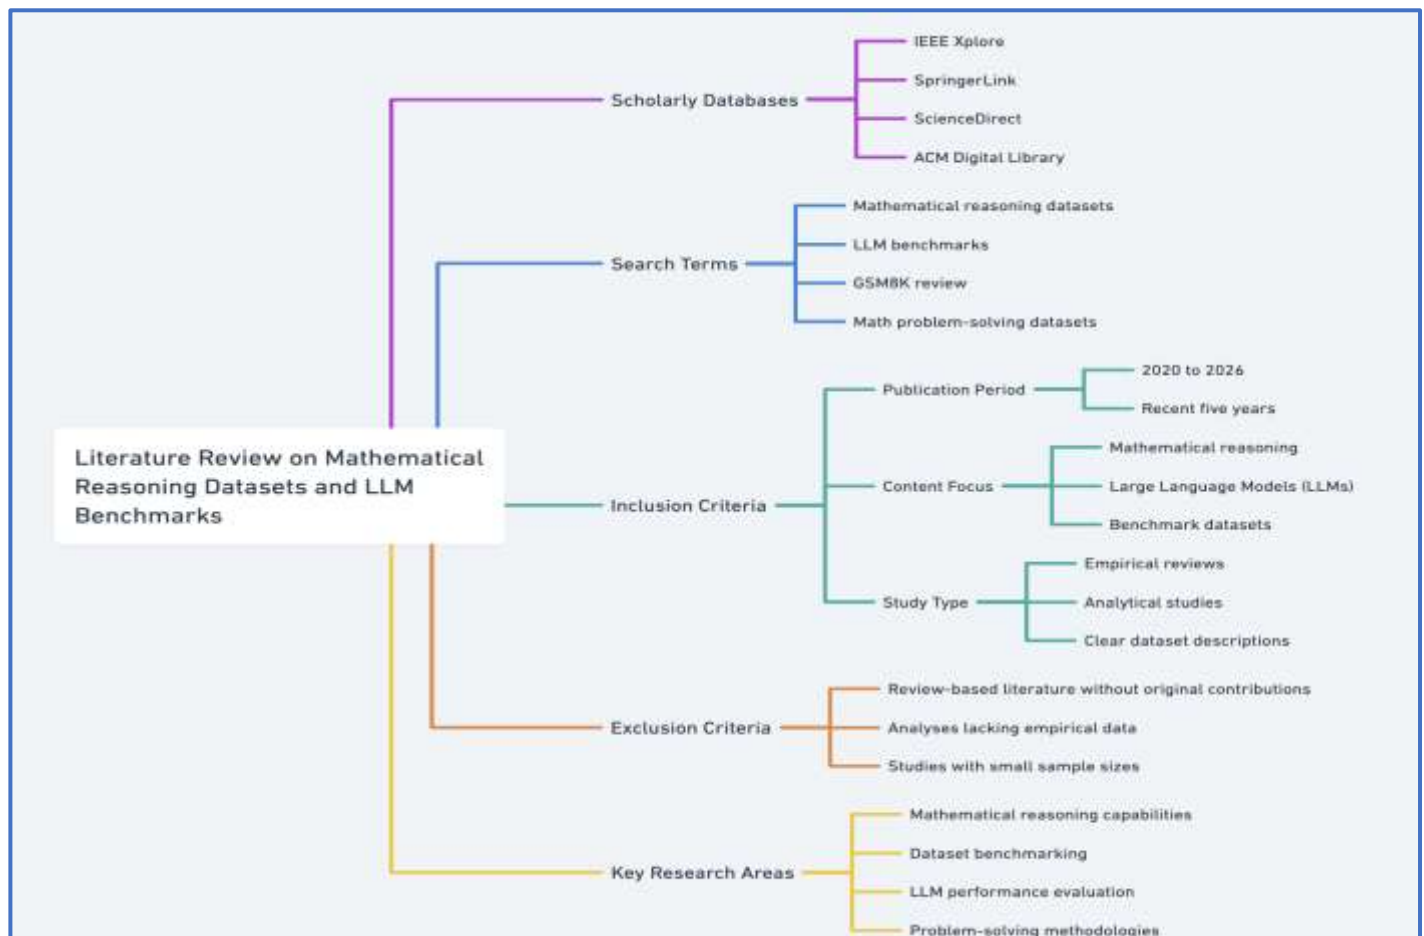 Literature Review on Mathematical
Reasoning Datasets and LLM
Benchmarks
Scholarly Databases
IEEE Xplore
SpringerLink
ScienceDirect
ACM Digital Library
Search Terms
Mathematical reasoning datasets
LLM benchmarks
GSM8K review
Math problem-solving datasets
Inclusion Criteria
Publication Period
2020 to 2026
Recent five years
Content Focus
Mathematical reasoning
Large Language Models (LLMs)
Benchmark datasets
Study Type
Empirical reviews
Analytical studies
Clear dataset descriptions
Exclusion Criteria
Review-based literature without original contributions
Analyses lacking empirical data
Studies with small sample sizes
Key Research Areas
Mathematical reasoning capabilities
Dataset benchmarking
LLM performance evaluation
Problem-solving methodologies